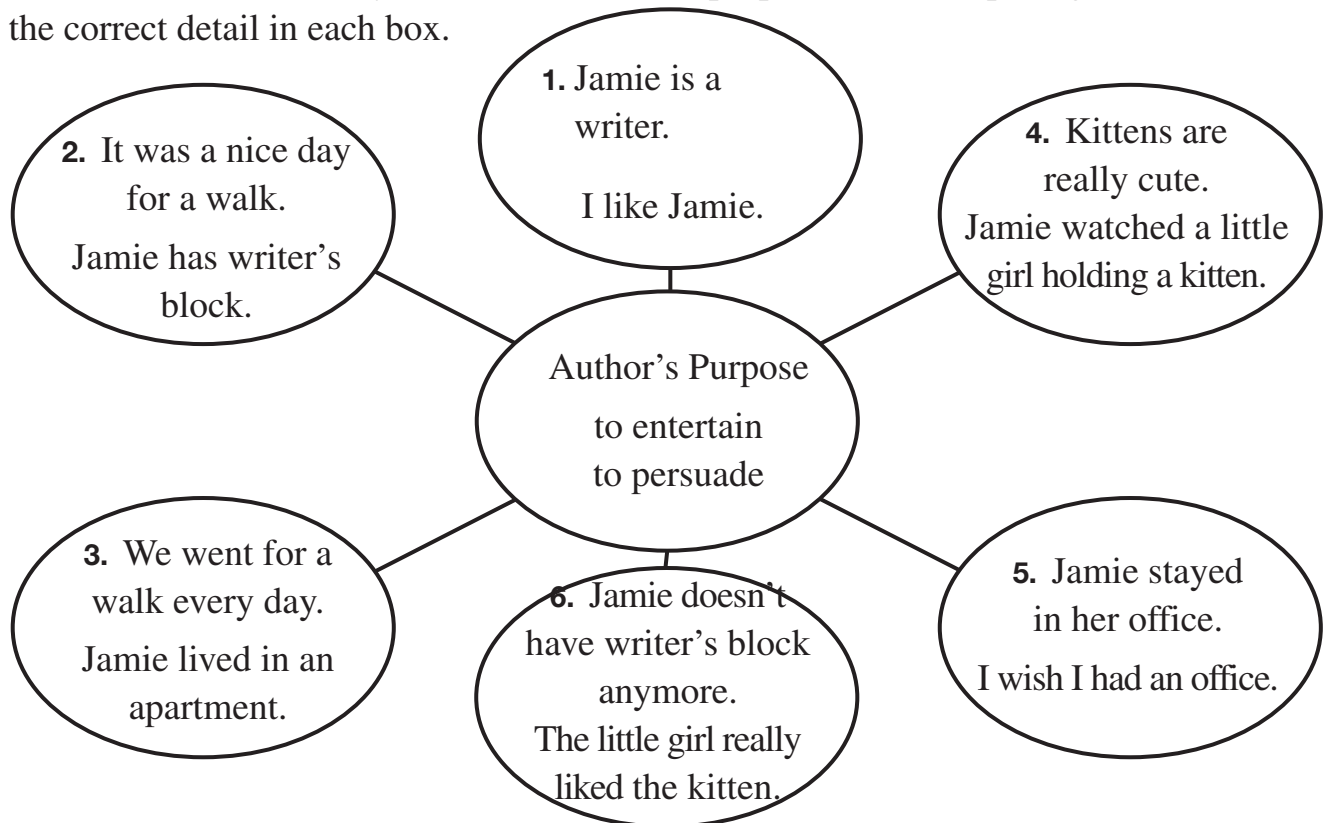 the correct detail in each box.
1. Jamie is a
writer.
I like Jamie.
2. It was a nice day
for a walk.
Jamie has writer’s
block.
4. Kittens are
really cute.
Jamie watched a little
girl holding a kitten.
Author’s Purpose
to entertain
to persuade
3. We went for a
walk every day.
Jamie lived in an
apartment.
6. Jamie doesn’t
have writer’s block
anymore.
The little girl really
liked the kitten.
5. Jamie stayed
in her office.
I wish I had an office.